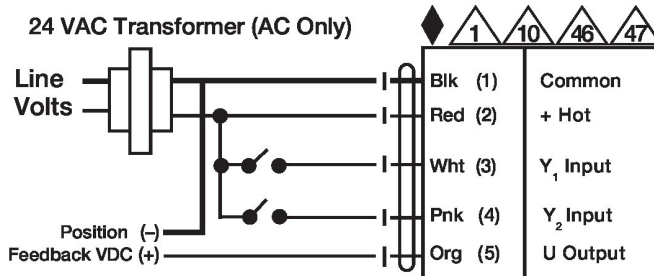 24 VAC Transformer (AC Only)
1 10 46 47
Line
Volts
Blk (1) Common
Red (2) + Hot
Wht (3) Y1 Input
Pnk (4) Y2 Input
Position (–)
Feedback VDC (+)
Org (5) U Output